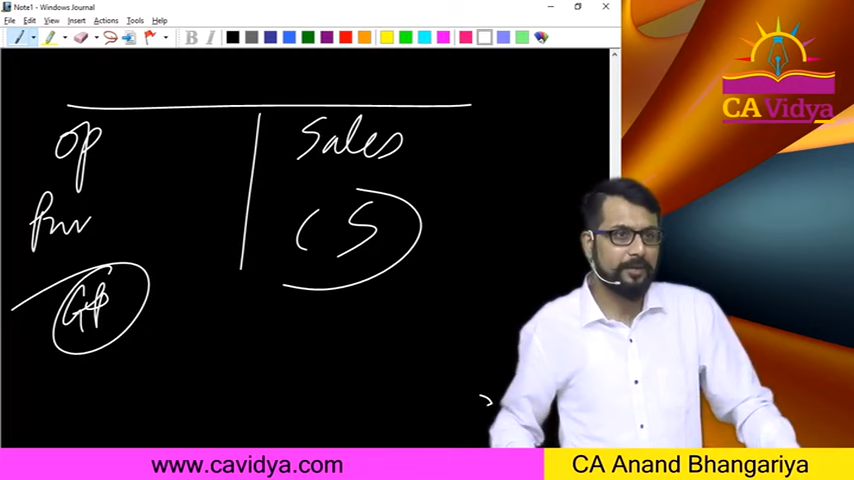 Note1 - Windows Journal
File Edit View Insert Actions Tools Help
B I
Op
Sales
Pur
CS
GP
CA Vidya
www.cavidya.com
CA Anand Bhangariya